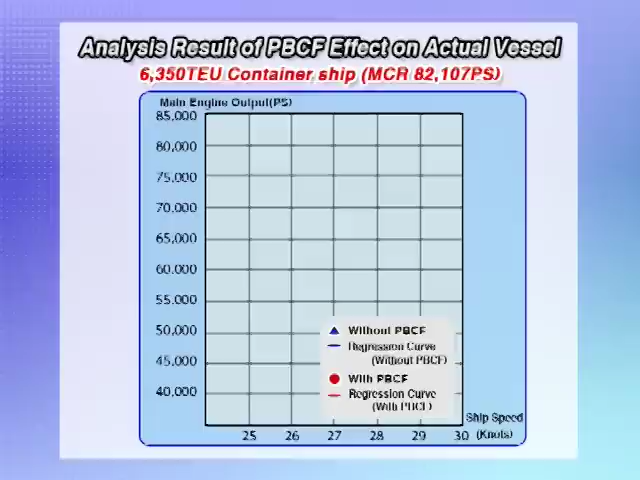 Analysis Result of PBCF Effect on Actual Vessel
6,350TEU Container ship (MCR 82,107PS)
Main Engine Output(PS)
85,000
80,000
75,000
70,000
65,000
60,000
55,000
50,000
45,000
40,000
Without PBCF
Regression Curve
(Without PBCF)
With PBCF
Regression Curve
(With PBCF)
Ship Speed
(Knots)
25 26 27 28 29 30